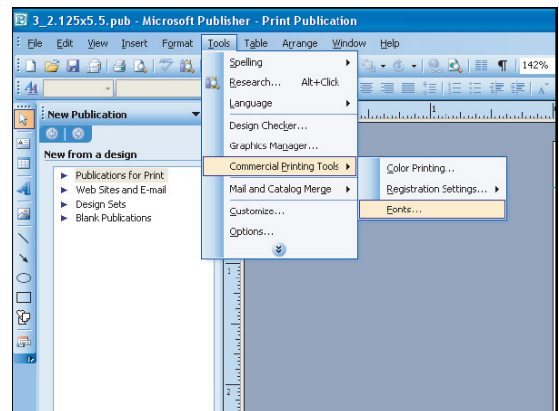 3_2.125x5.5.pub - Microsoft Publisher - Print Publication
File Edit View Insert Format Tools Table Arrange Window Help
142%
Spelling
Research... Alt+Click
Language
Design Checker...
Graphics Manager...
Commercial Printing Tools
Mail and Catalog Merge
Customize...
Options...
Color Printing...
Registration Settings...
Fonts...
New Publication
New from a design
Publications for Print
Web Sites and E-mail
Design Sets
Blank Publications
1
1
2